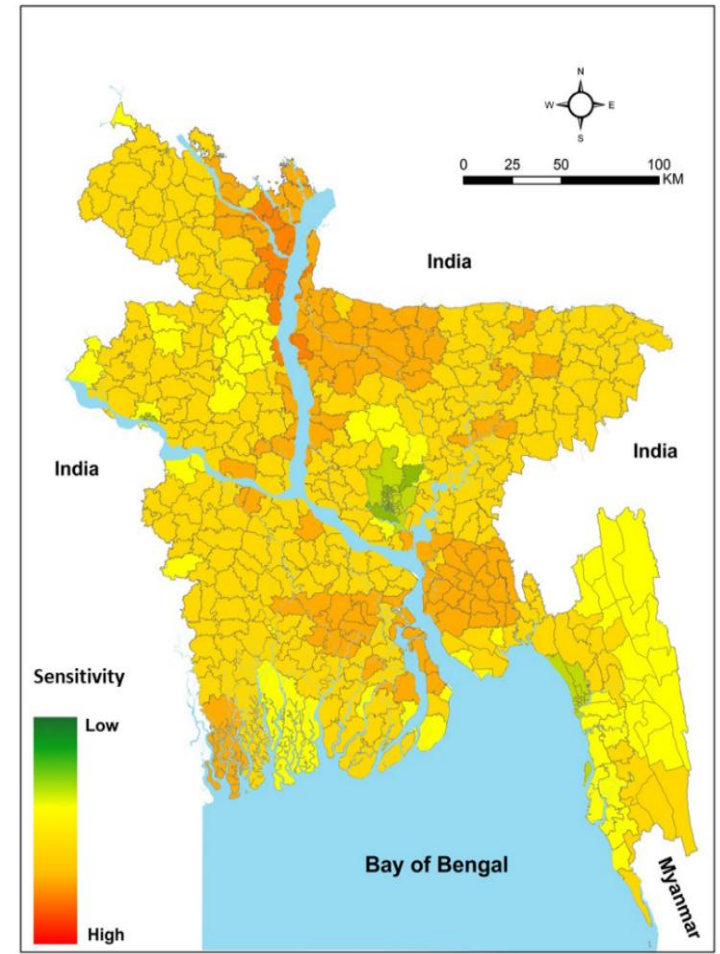 N
W E
S
0 25 50 100
KM
India
India
India
Sensitivity
Low
High
Bay of Bengal
Myanmar